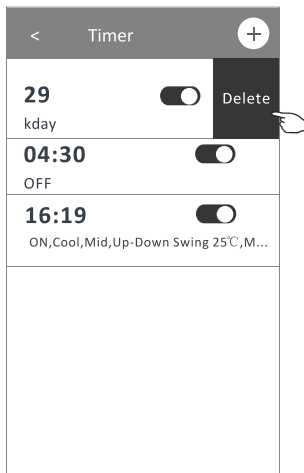 < Timer +
29
kday
Delete
04:30
OFF
16:19
ON,Cool,Mid,Up-Down Swing 25℃,M...